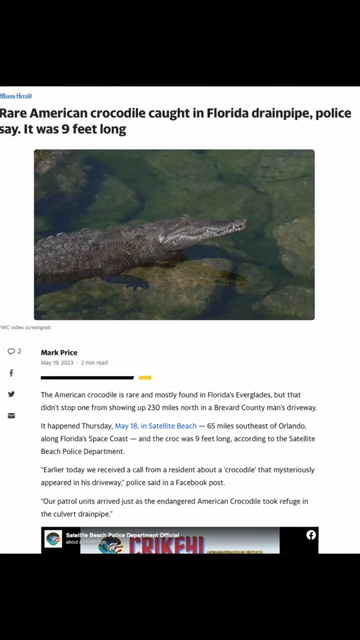 Miami Herald
Rare American crocodile caught in Florida drainpipe, police
say. It was 9 feet long
FWC video screengrab
2
Mark Price
May 19, 2023 · 2 min read
The American crocodile is rare and mostly found in Florida's Everglades, but that
didn't stop one from showing up 230 miles north in a Brevard County man's driveway.
It happened Thursday, May 18, in Satellite Beach — 65 miles southeast of Orlando,
along Florida's Space Coast — and the croc was 9 feet long, according to the Satellite
Beach Police Department.
"Earlier today we received a call from a resident about a 'crocodile' that mysteriously
appeared in his driveway," police said in a Facebook post.
"Our patrol units arrived just as the endangered American Crocodile took refuge in
the culvert drainpipe."
Satellite Beach Police Department Official
about
CRIKEY!